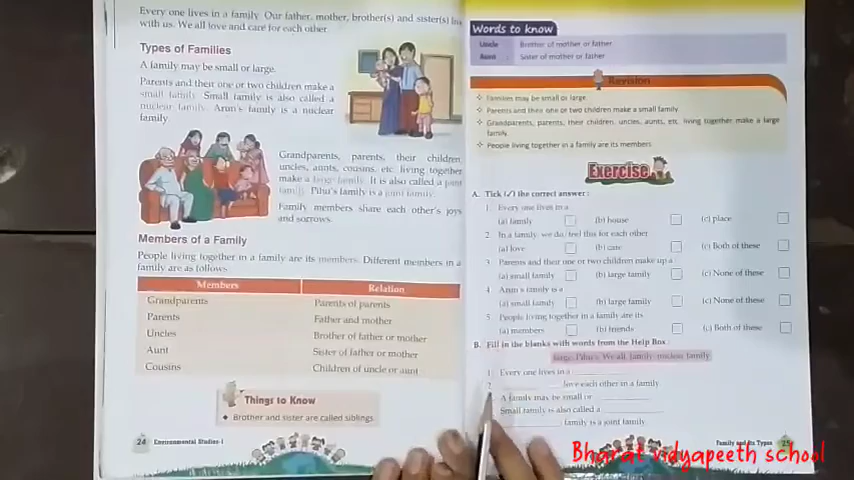 Every one lives in a family. Our father, mother, brother(s) and sister(s) live
with us. We all love and care for each other.
Types of Families
A family may be small or large.
Parents and their one or two children make a
small family. Small family is also called a
nuclear family. Arun's family is a nuclear
family.
Grandparents, parents, their children,
uncles, aunts, cousins, etc. living together
make a large family. It is also called a joint
family. Pihu's family is a joint family.
Family members share each other's joys
and sorrows.
Members of a Family
People living together in a family are its members. Different members in a
family are as follows
Members Relation
Grandparents Parents of parents
Parents Father and mother
Uncles Brother of father or mother
Aunt Sister of father or mother
Cousins Children of uncle or aunt
Things to Know
Brother and sister are called siblings.
24 Environmental Studies-1
Words to know
Uncle : Brother of mother or father
Aunt : Sister of mother or father
Revision
Families may be small or large.
Parents and their one or two children make a small family.
Grandparents, parents, their children, uncles, aunts, etc. living together make a large
family.
People living together in a family are its members.
Exercise
A. Tick (✓) the correct answer :
1. Every one lives in a
(a) family (b) house (c) place
2. In a family, we do/feel this for each other
(a) love (b) care (c) Both of these
3. Parents and their one or two children make up a
(a) small family (b) large family (c) None of these
4. Arun's family is a
(a) small family (b) large family (c) None of these
5. People living together in a family are its
(a) members (b) friends (c) Both of these
B. Fill in the blanks with words from the Help Box :
large, Pihu's, We all, family, nuclear family
1. Every one lives in a
2. love each other in a family
A family may be small or
Small family is also called a
family is a joint family
Family and its Types 25
Bharat vidyapeeth school